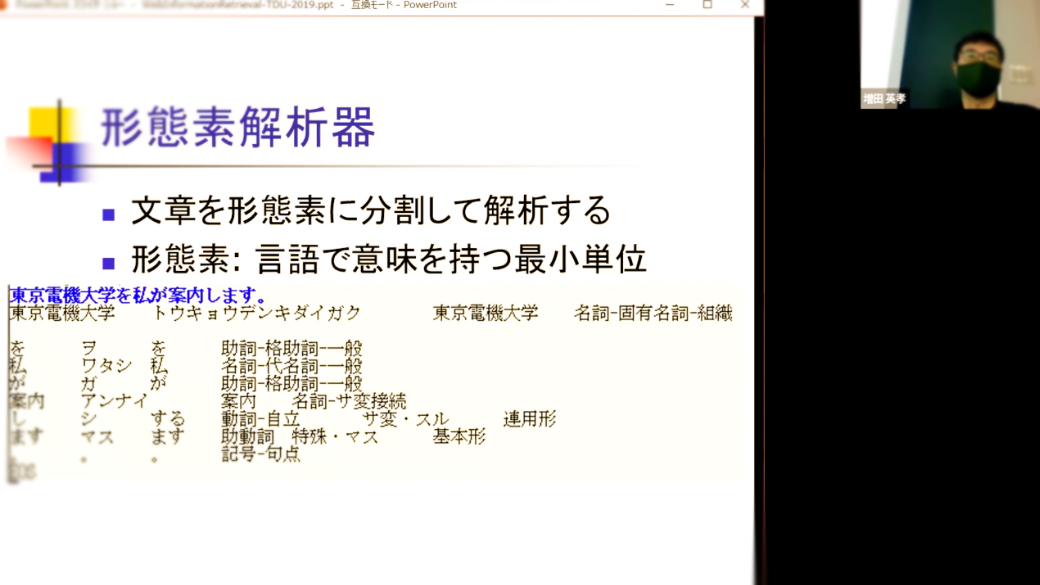 WebInformationRetrieval-TDU-2019.ppt - 互換モード - PowerPoint
増田 英孝
形態素解析器
文章を形態素に分割して解析する
形態素: 言語で意味を持つ最小単位
東京電機大学を私が案内します。
東京電機大学 トウキョウデンキダイガク 東京電機大学 名詞-固有名詞-組織
を ヲ を 助詞-格助詞-一般
私 ワタシ 私 名詞-代名詞-一般
が ガ が 助詞-格助詞-一般
案内 アンナイ 案内 名詞-サ変接続
し シ する 動詞-自立 サ変・スル 連用形
ます マス ます 助動詞 特殊・マス 基本形
。 。 。 記号-句点
EOS